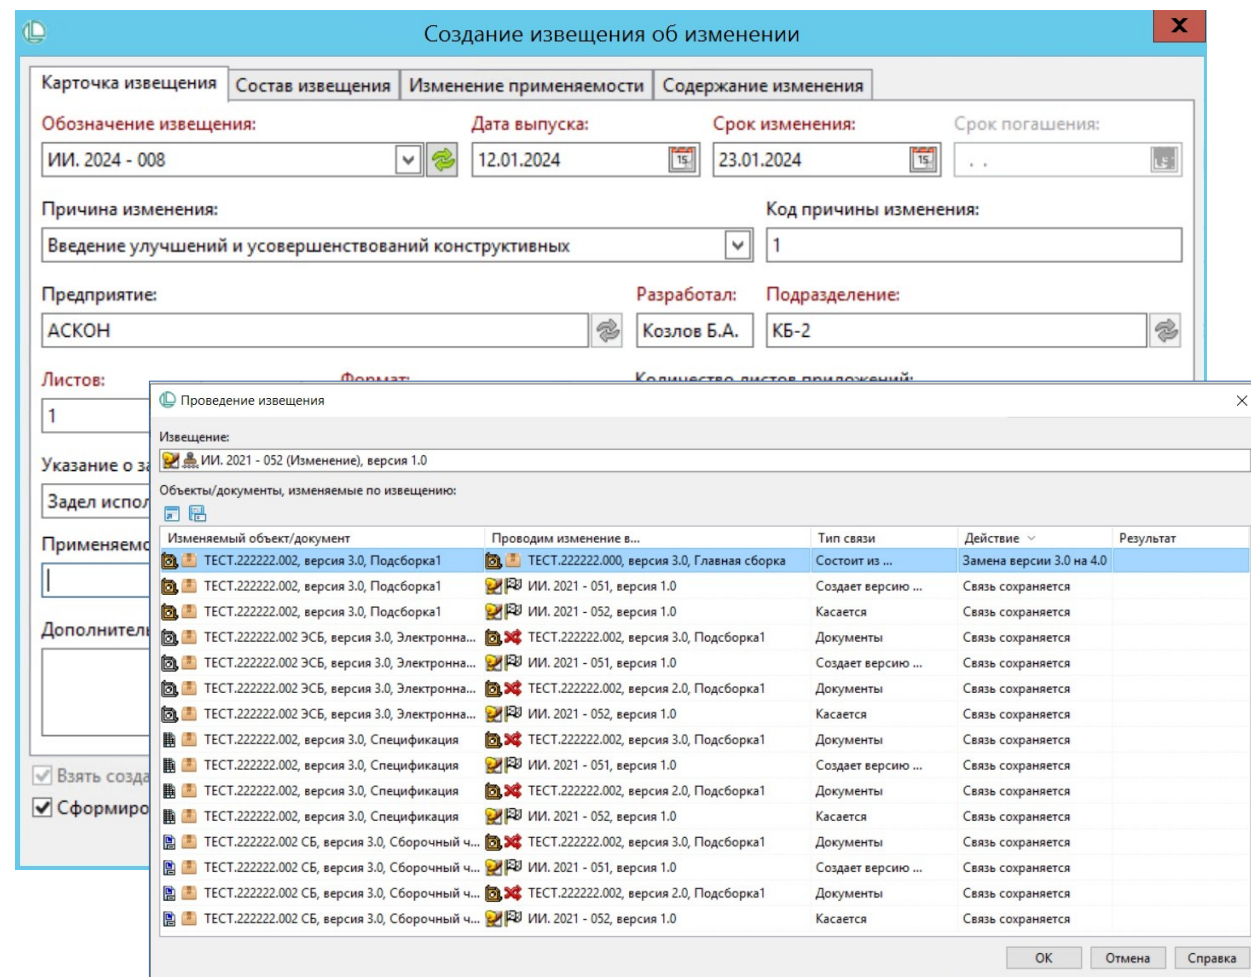 Создание извещения об изменении
X
Карточка извещения Состав извещения Изменение применяемости Содержание изменения
Обозначение извещения: Дата выпуска: Срок изменения: Срок погашения:
ИИ. 2024 - 008 12.01.2024 23.01.2024 . .
Причина изменения: Код причины изменения:
Введение улучшений и усовершенствований конструктивных 1
Предприятие: Разработал: Подразделение:
АСКОН Козлов Б.А. КБ-2
Листов: Формат: Количество листов приложений:
1
Указание о за
Задел испол
Применяемо
Дополнитель
Взять созда
Сформиро
Проведение извещения
Извещение:
ИИ. 2021 - 052 (Изменение), версия 1.0
Объекты/документы, изменяемые по извещению:
Изменяемый объект/документ Проводим изменение в... Тип связи Действие Результат
ТЕСТ.222222.002, версия 3.0, Подсборка1 ТЕСТ.222222.000, версия 3.0, Главная сборка Состоит из ... Замена версии 3.0 на 4.0
ТЕСТ.222222.002, версия 3.0, Подсборка1 ИИ. 2021 - 051, версия 1.0 Создает версию ... Связь сохраняется
ТЕСТ.222222.002, версия 3.0, Подсборка1 ИИ. 2021 - 052, версия 1.0 Касается Связь сохраняется
ТЕСТ.222222.002 ЭСБ, версия 3.0, Электронна... ТЕСТ.222222.002, версия 3.0, Подсборка1 Документы Связь сохраняется
ТЕСТ.222222.002 ЭСБ, версия 3.0, Электронна... ИИ. 2021 - 051, версия 1.0 Создает версию ... Связь сохраняется
ТЕСТ.222222.002 ЭСБ, версия 3.0, Электронна... ТЕСТ.222222.002, версия 2.0, Подсборка1 Документы Связь сохраняется
ТЕСТ.222222.002 ЭСБ, версия 3.0, Электронна... ИИ. 2021 - 052, версия 1.0 Касается Связь сохраняется
ТЕСТ.222222.002, версия 3.0, Спецификация ТЕСТ.222222.002, версия 3.0, Подсборка1 Документы Связь сохраняется
ТЕСТ.222222.002, версия 3.0, Спецификация ИИ. 2021 - 051, версия 1.0 Создает версию ... Связь сохраняется
ТЕСТ.222222.002, версия 3.0, Спецификация ТЕСТ.222222.002, версия 2.0, Подсборка1 Документы Связь сохраняется
ТЕСТ.222222.002, версия 3.0, Спецификация ИИ. 2021 - 052, версия 1.0 Касается Связь сохраняется
ТЕСТ.222222.002 СБ, версия 3.0, Сборочный ч... ТЕСТ.222222.002, версия 3.0, Подсборка1 Документы Связь сохраняется
ТЕСТ.222222.002 СБ, версия 3.0, Сборочный ч... ИИ. 2021 - 051, версия 1.0 Создает версию ... Связь сохраняется
ТЕСТ.222222.002 СБ, версия 3.0, Сборочный ч... ТЕСТ.222222.002, версия 2.0, Подсборка1 Документы Связь сохраняется
ТЕСТ.222222.002 СБ, версия 3.0, Сборочный ч... ИИ. 2021 - 052, версия 1.0 Касается Связь сохраняется
ОК Отмена Справка